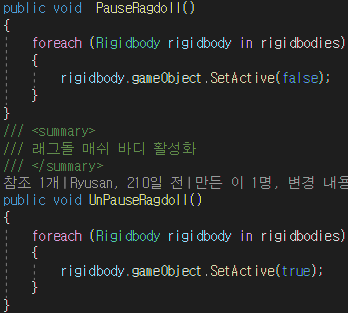 public void  PauseRagdoll()
{
foreach (Rigidbody rigidbody in rigidbodies)
{
rigidbody.gameObject.SetActive(false);
}
}
/// <summary>
/// 래그돌 매쉬 바디 활성화
/// </summary>
참조 1개|Ryusan, 210일 전|만든 이 1명, 변경 내용
public void UnPauseRagdoll()
{
foreach (Rigidbody rigidbody in rigidbodies)
{
rigidbody.gameObject.SetActive(true);
}
}